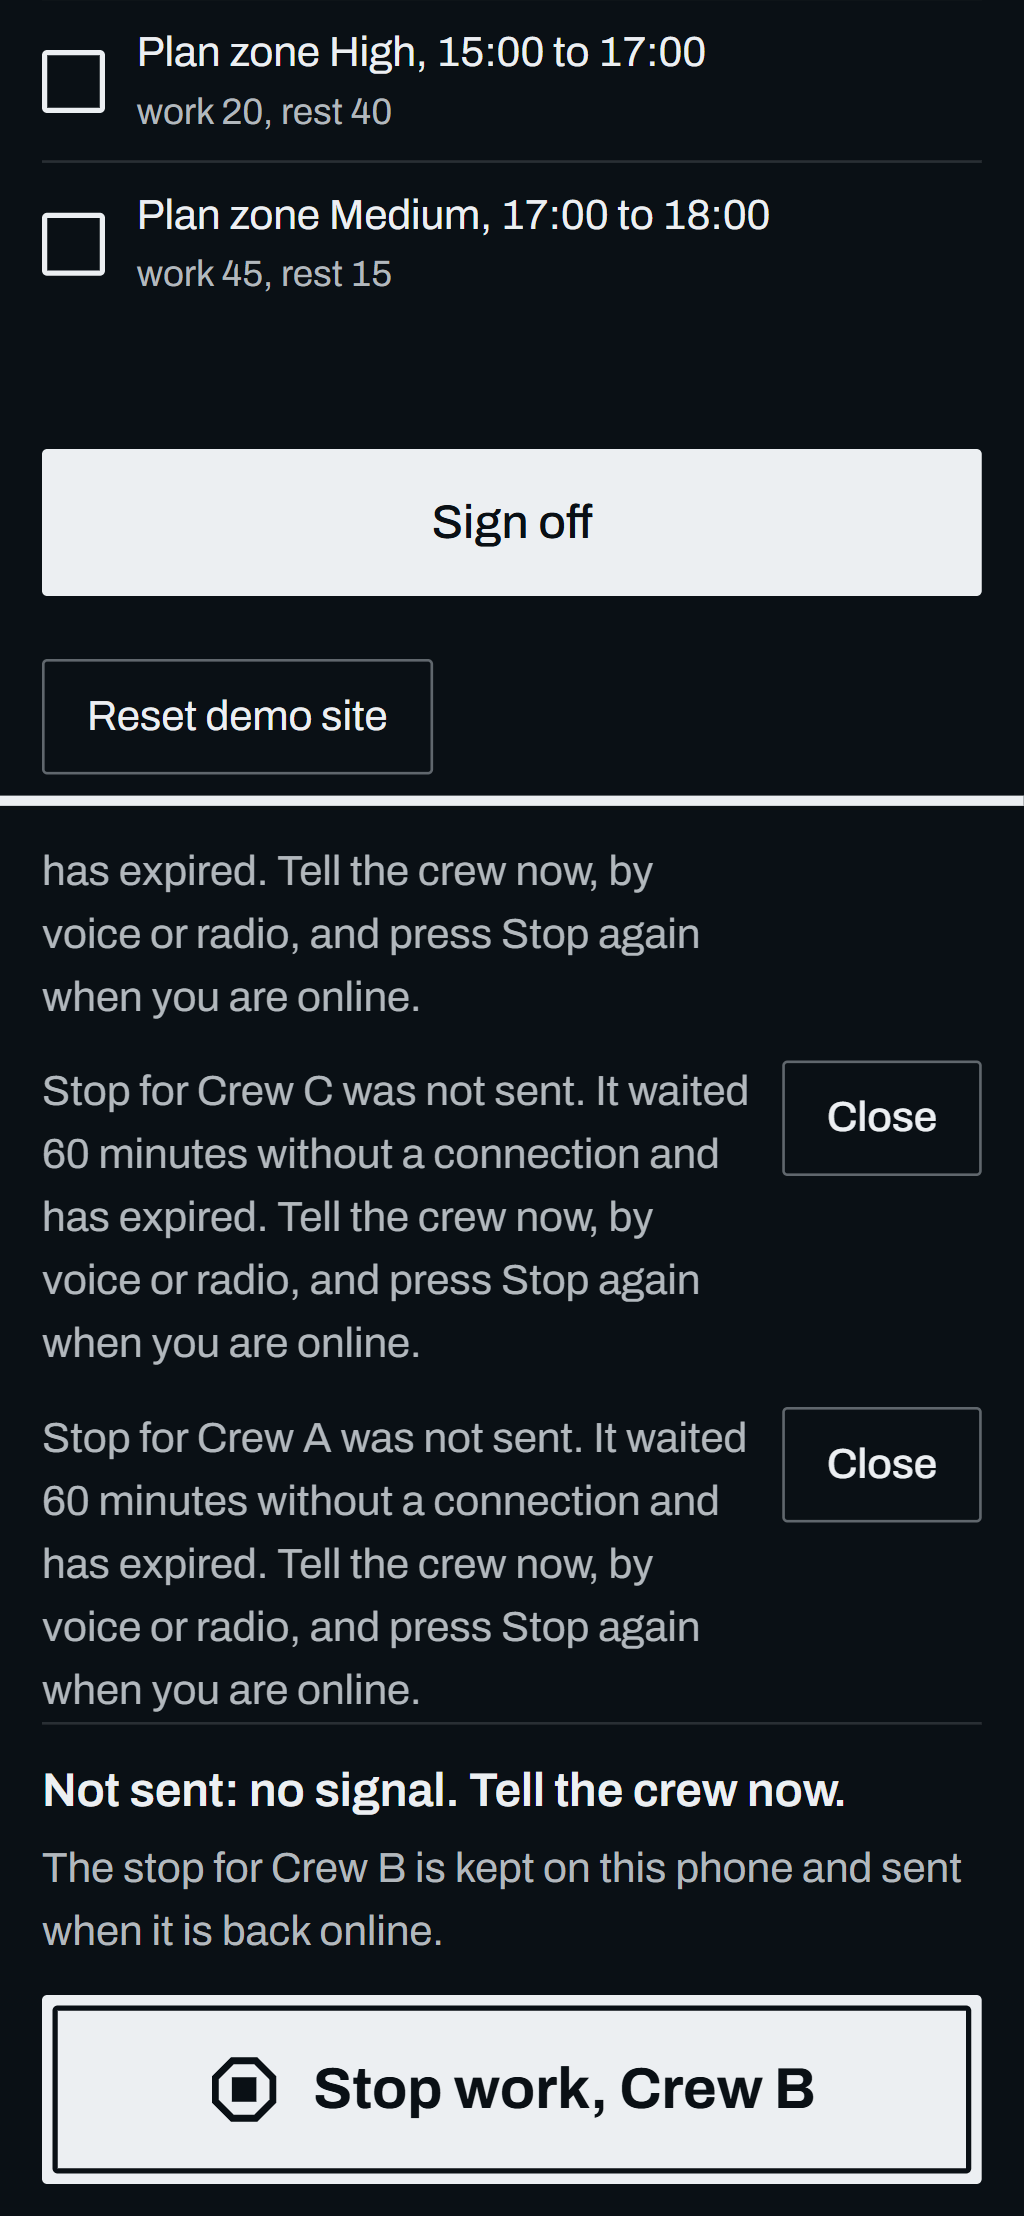 Plan zone High, 15:00 to 17:00
work 20, rest 40
Plan zone Medium, 17:00 to 18:00
work 45, rest 15
Sign off
Reset demo site
has expired. Tell the crew now, by
voice or radio, and press Stop again
when you are online.
Stop for Crew C was not sent. It waited
60 minutes without a connection and
has expired. Tell the crew now, by
voice or radio, and press Stop again
when you are online.
Close
Stop for Crew A was not sent. It waited
60 minutes without a connection and
has expired. Tell the crew now, by
voice or radio, and press Stop again
when you are online.
Close
Not sent: no signal. Tell the crew now.
The stop for Crew B is kept on this phone and sent
when it is back online.
Stop work, Crew B